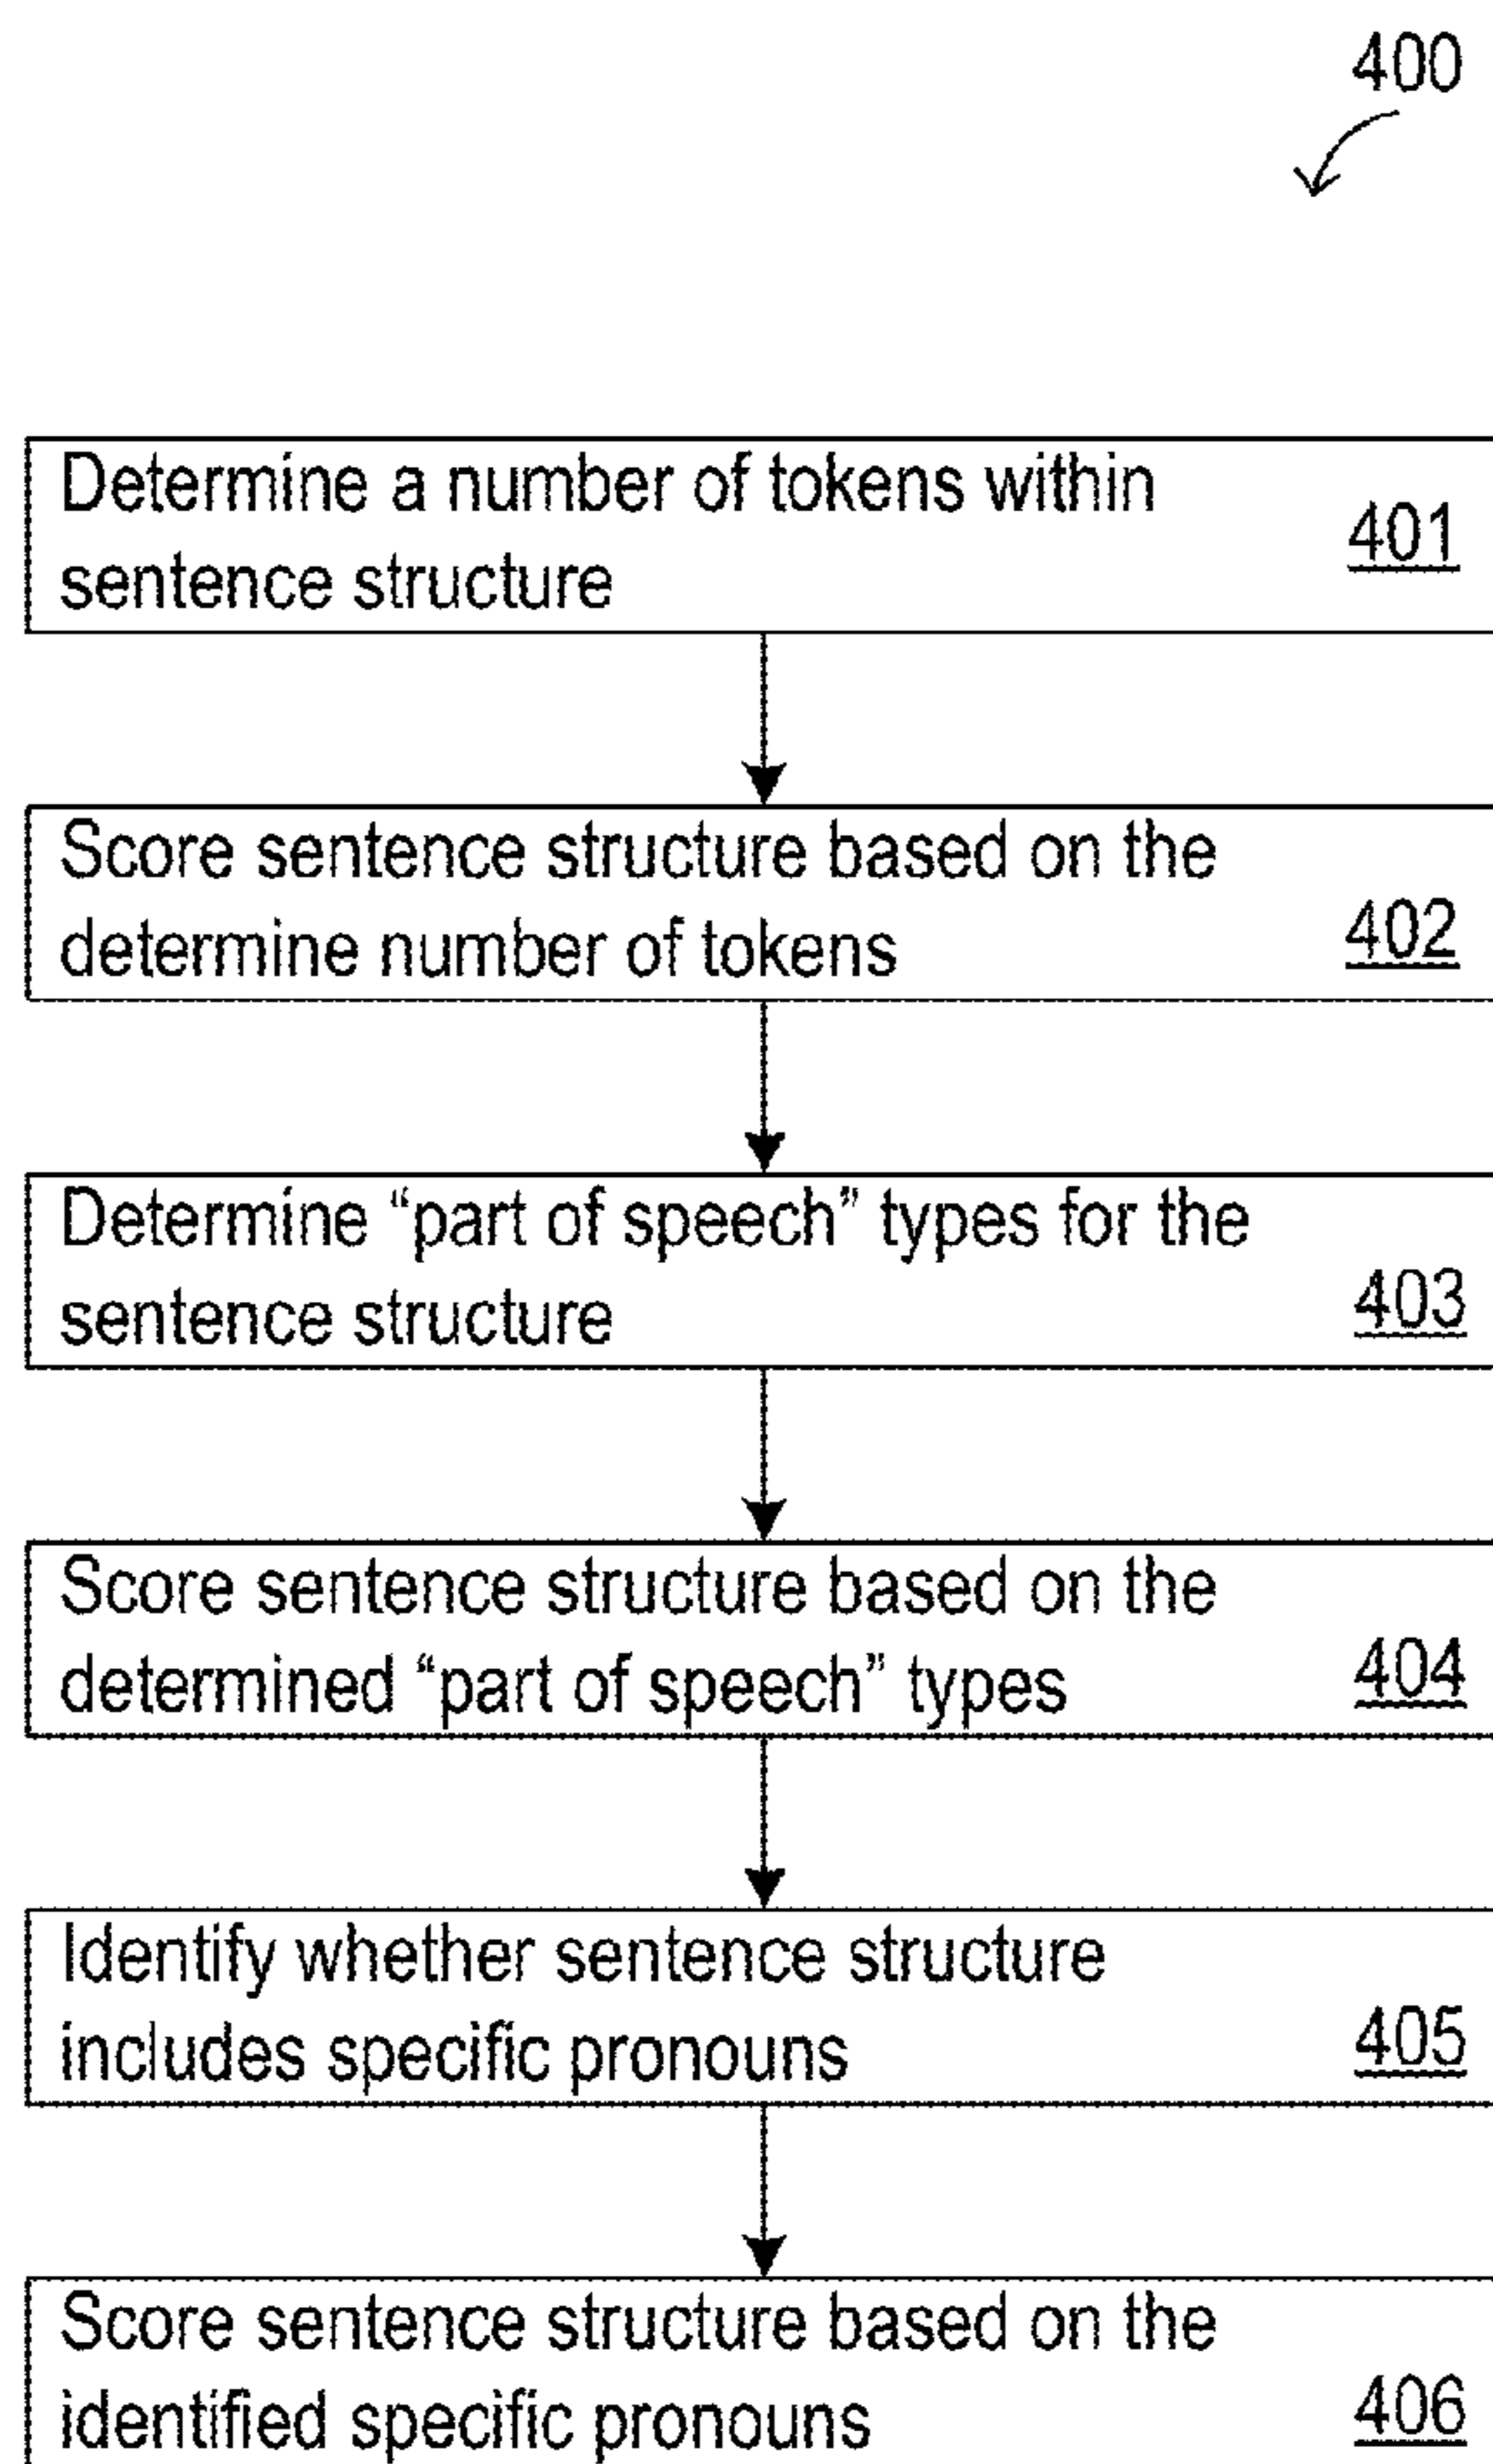 400
Determine a number of tokens within
sentence structure
401
Score sentence structure based on the
determine number of tokens
402
Determine “part of speech” types for the
sentence structure
403
Score sentence structure based on the
determined “part of speech” types
404
Identify whether sentence structure
includes specific pronouns
405
Score sentence structure based on the
identified specific pronouns
406